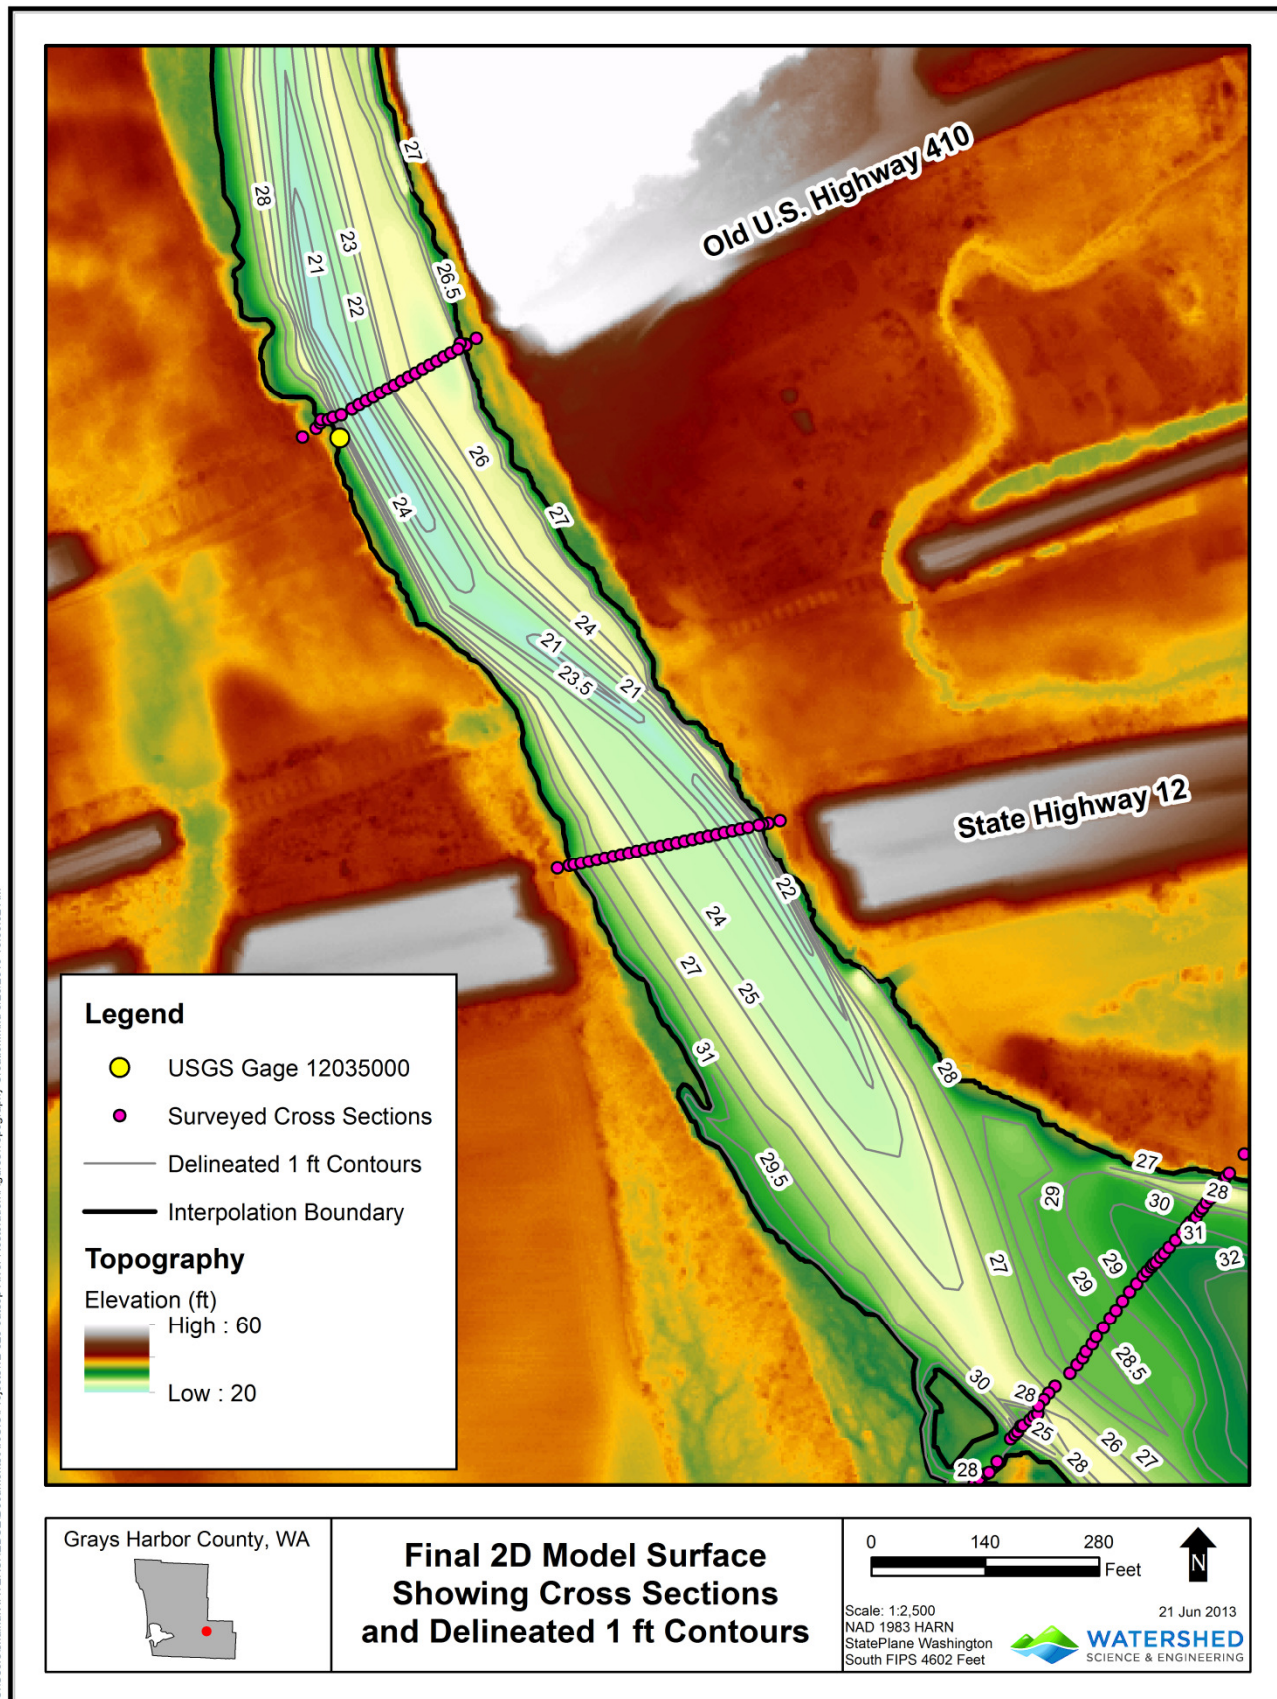 27
Old U.S. Highway 410
28
23
21
26.5
22
26
24
27
24
21
23.5
21
State Highway 12
22
24
27
25
31
28
29.5
27
30
28
29
31
32
29
29
27
28.5
30
28
25
26
27
28
28
Legend
USGS Gage 12035000
Surveyed Cross Sections
Delineated 1 ft Contours
Interpolation Boundary
Topography
Elevation (ft)
High : 60
Low : 20
Grays Harbor County, WA
Final 2D Model Surface
Showing Cross Sections
and Delineated 1 ft Contours
0 140 280
Feet
N
Scale: 1:2,500
NAD 1983 HARN
StatePlane Washington
South FIPS 4602 Feet
21 Jun 2013
WATERSHED
SCIENCE & ENGINEERING